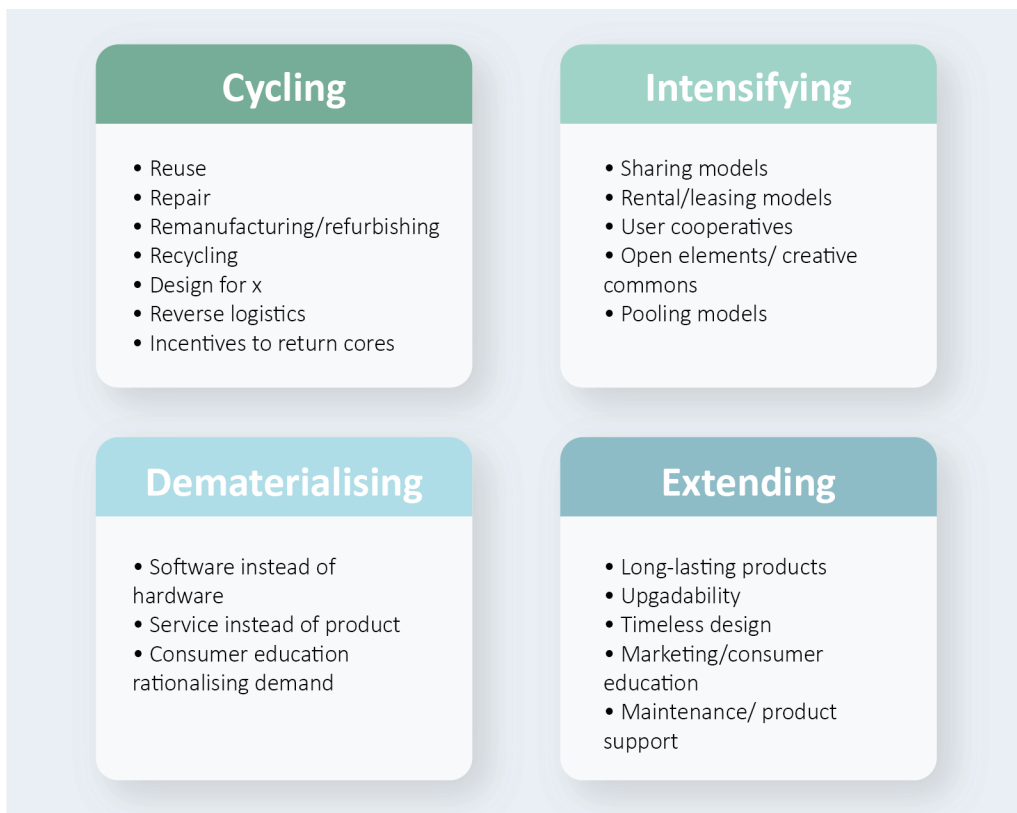 Cycling
• Reuse
• Repair
• Remanufacturing/refurbishing
• Recycling
• Design for x
• Reverse logistics
• Incentives to return cores
Intensifying
• Sharing models
• Rental/leasing models
• User cooperatives
• Open elements/ creative
commons
• Pooling models
Dematerialising
• Software instead of
hardware
• Service instead of product
• Consumer education
rationalising demand
Extending
• Long-lasting products
• Upgadability
• Timeless design
• Marketing/consumer
education
• Maintenance/ product
support